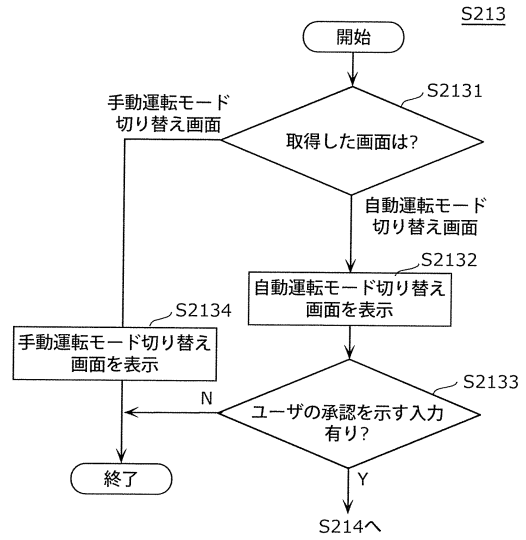 S213
開始
S2131
手動運転モード
切り替え画面
取得した画面は?
自動運転モード
切り替え画面
S2132
自動運転モード切り替え
画面を表示
S2134
手動運転モード切り替え
画面を表示
S2133
N
ユーザの承認を示す入力
有り?
Y
終了
S214へ